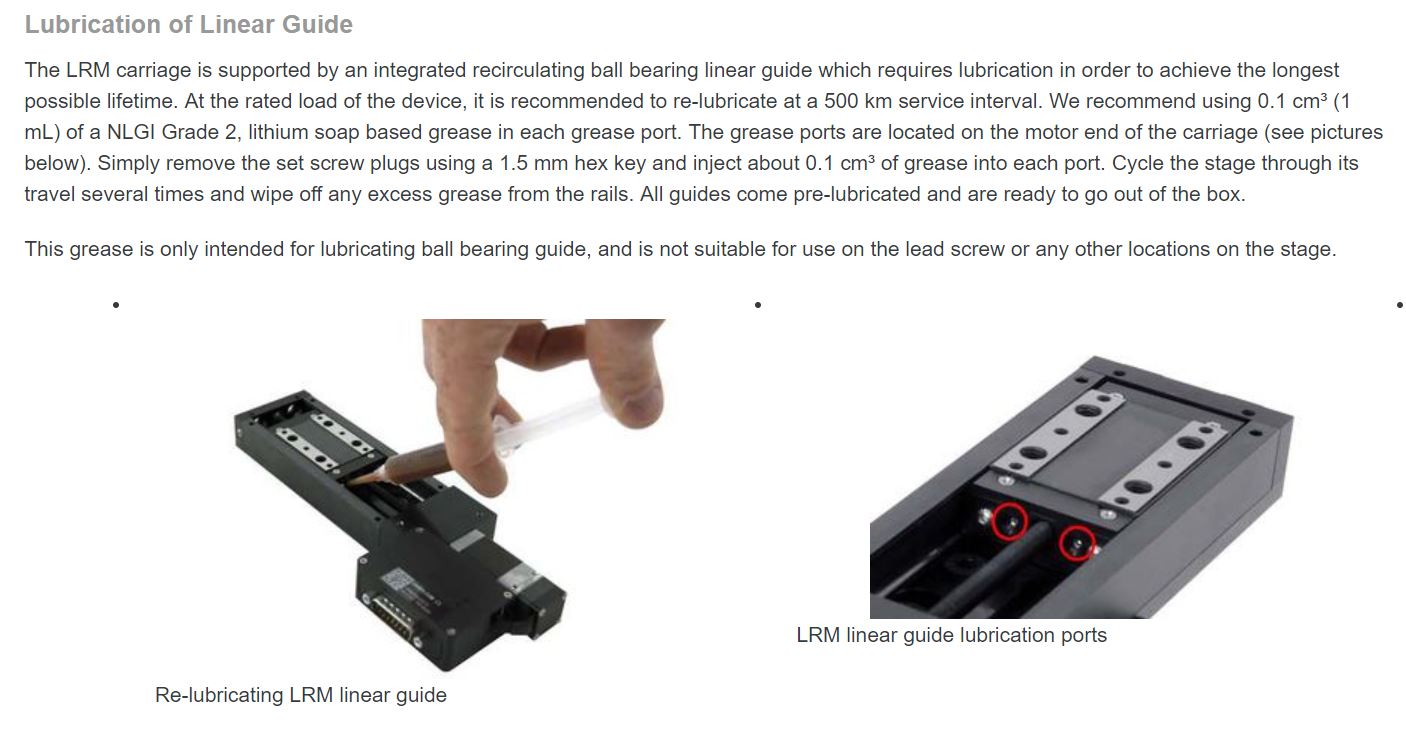 Lubrication of Linear Guide
The LRM carriage is supported by an integrated recirculating ball bearing linear guide which requires lubrication in order to achieve the longest
possible lifetime. At the rated load of the device, it is recommended to re-lubricate at a 500 km service interval. We recommend using 0.1 cm³ (1
mL) of a NLGI Grade 2, lithium soap based grease in each grease port. The grease ports are located on the motor end of the carriage (see pictures
below). Simply remove the set screw plugs using a 1.5 mm hex key and inject about 0.1 cm³ of grease into each port. Cycle the stage through its
travel several times and wipe off any excess grease from the rails. All guides come pre-lubricated and are ready to go out of the box.
This grease is only intended for lubricating ball bearing guide, and is not suitable for use on the lead screw or any other locations on the stage.
LRM linear guide lubrication ports
Re-lubricating LRM linear guide